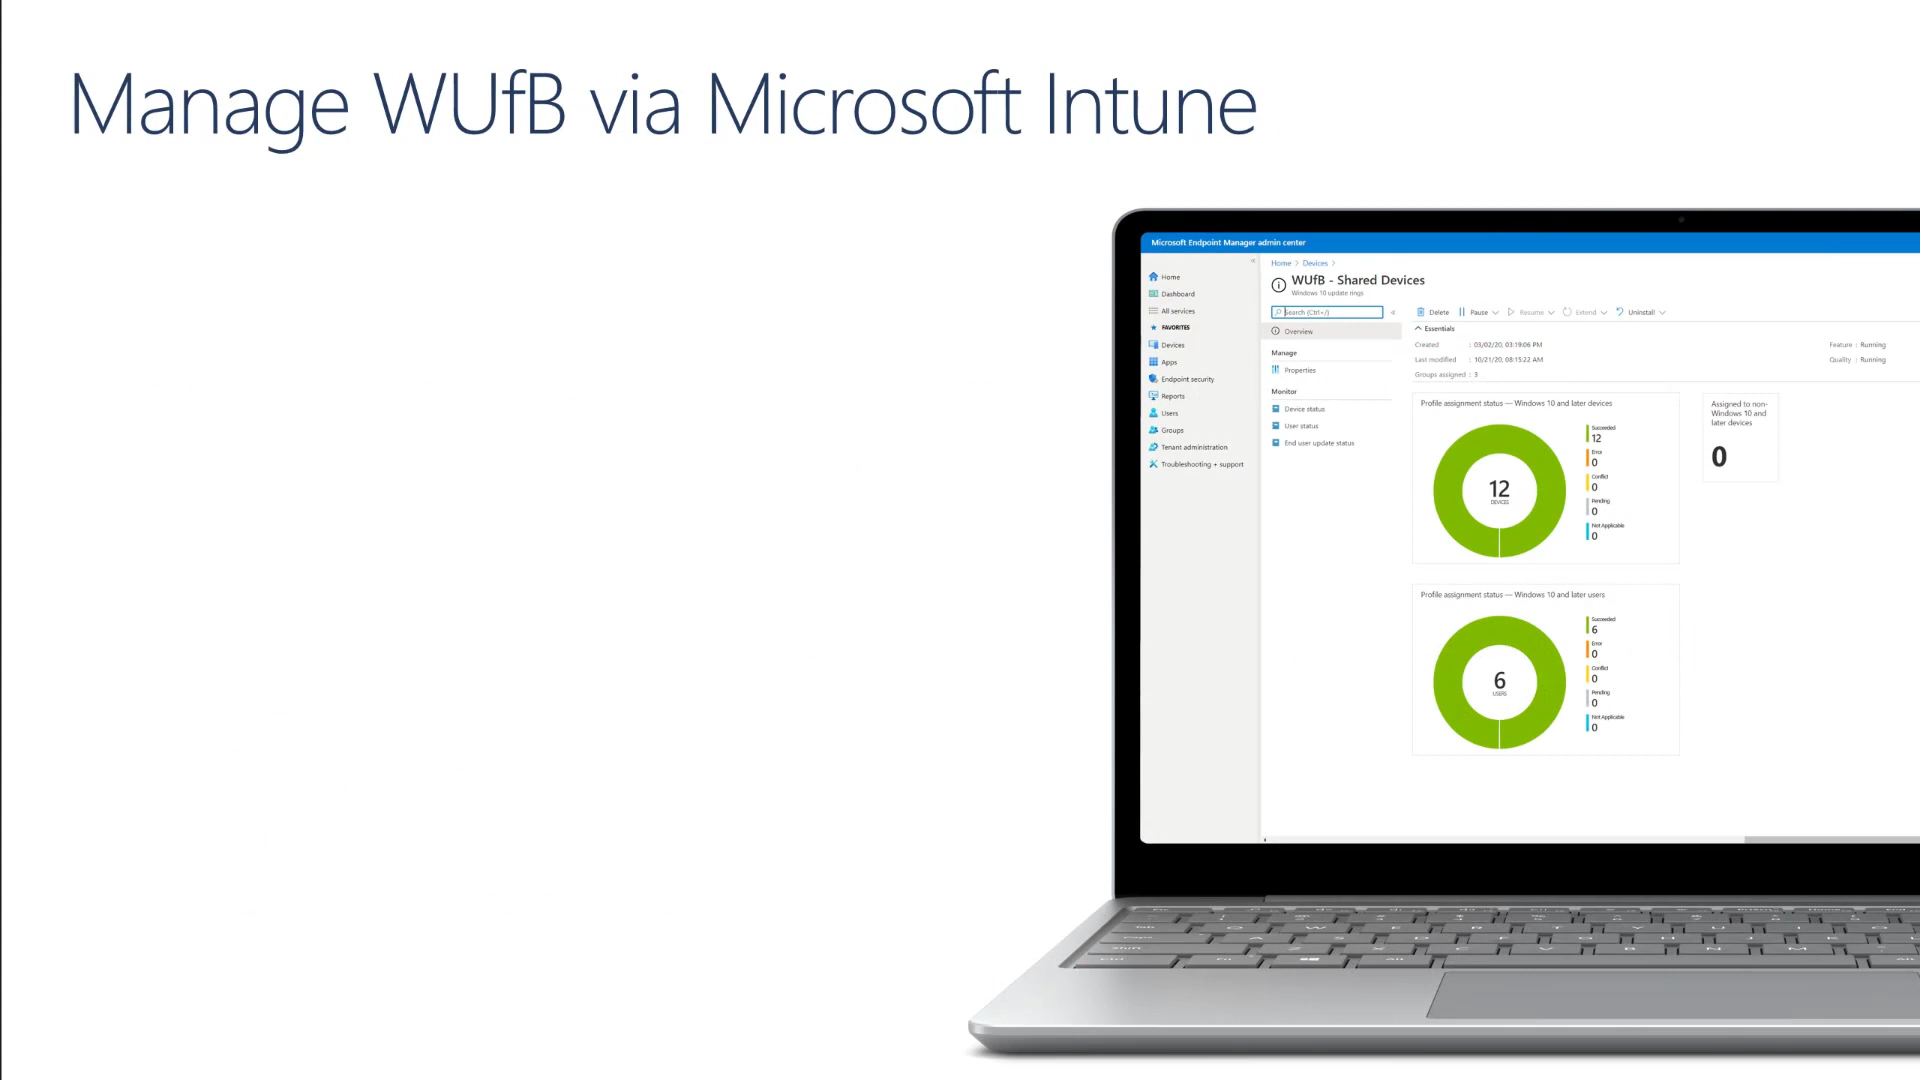 Manage WUfB via Microsoft Intune
Microsoft Endpoint Manager admin center
Home
Dashboard
All services
FAVORITES
Devices
Apps
Endpoint security
Reports
Users
Groups
Tenant administration
Troubleshooting + support
Home > Devices >
WUfB - Shared Devices
Windows 10 update rings
Search (Ctrl+/)
Overview
Manage
Properties
Monitor
Device status
User status
End user update status
Delete Pause Resume Extend Uninstall
Essentials
Created : 03/02/20, 03:19:06 PM
Last modified : 10/21/20, 08:15:22 AM
Groups assigned : 3
Feature : Running
Quality : Running
Profile assignment status — Windows 10 and later devices
12
DEVICES
Succeeded
12
Error
0
Conflict
0
Pending
0
Not Applicable
0
Assigned to non-
Windows 10 and
later devices
0
Profile assignment status — Windows 10 and later users
6
USERS
Succeeded
6
Error
0
Conflict
0
Pending
0
Not Applicable
0